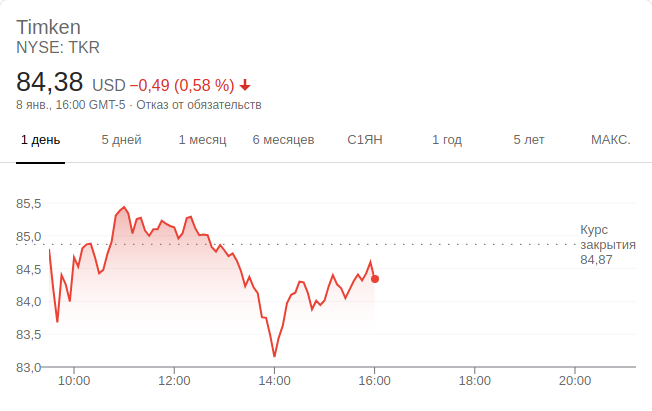 Timken
NYSE: TKR
84,38 USD −0,49 (0,58 %)
8 янв., 16:00 GMT-5 · Отказ от обязательств
1 день 5 дней 1 месяц 6 месяцев С1ЯН 1 год 5 лет МАКС.
85,5
85,0
84,5
84,0
83,5
83,0
Курс
закрытия
84,87
10:00 12:00 14:00 16:00 18:00 20:00